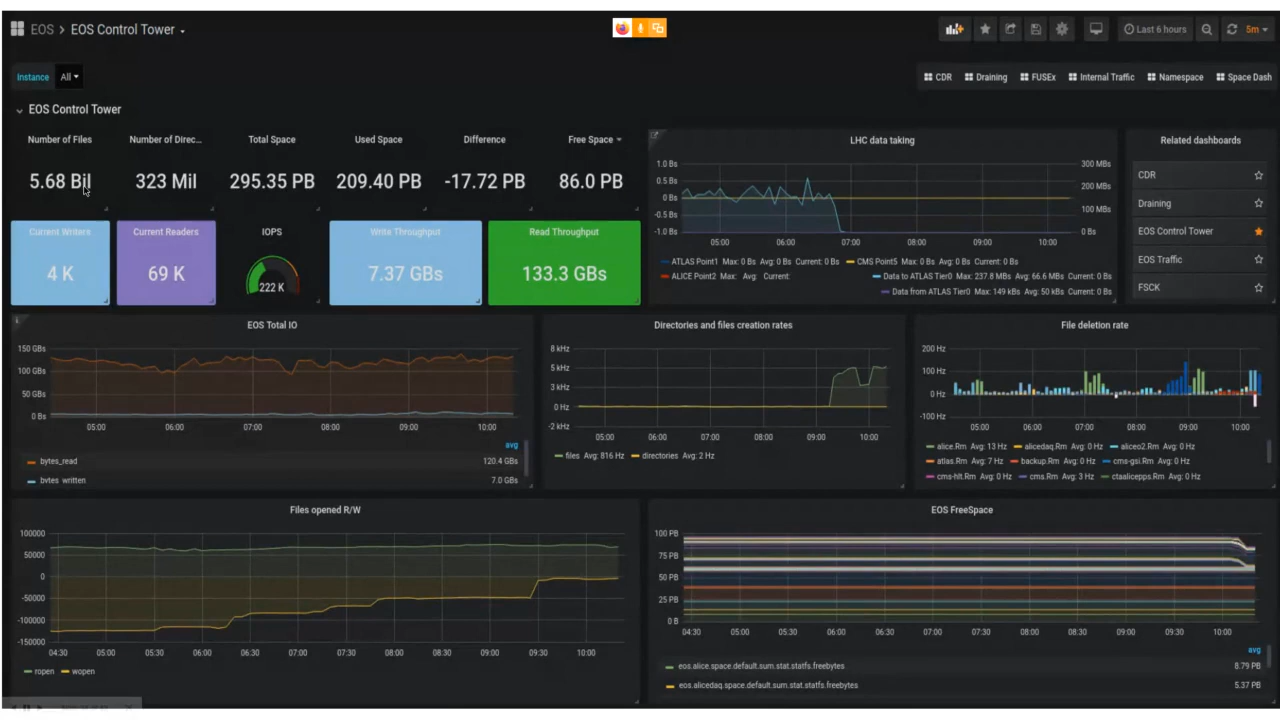 EOS > EOS Control Tower
Last 6 hours
5m
Instance
All
CDR
Draining
FUSEx
Internal Traffic
Namespace
Space Dash
EOS Control Tower
Number of Files
5.68 Bil
Number of Direc...
323 Mil
Total Space
295.35 PB
Used Space
209.40 PB
Difference
-17.72 PB
Free Space
86.0 PB
Current Writers
4 K
Current Readers
69 K
IOPS
222 K
Write Throughput
7.37 GBs
Read Throughput
133.3 GBs
LHC data taking
1.0 Bs
0.5 Bs
0 Bs
-0.5 Bs
-1.0 Bs
300 MBs
200 MBs
100 MBs
0 Bs
05:00 06:00 07:00 08:00 09:00 10:00
ATLAS Point1 Max: 0 Bs Avg: 0 Bs Current: 0 Bs
CMS Point5 Max: 0 Bs Avg: 0 Bs Current: 0 Bs
ALICE Point2 Max: Avg: Current:
Data to ATLAS Tier0 Max: 237.8 MBs Avg: 66.6 MBs Current: 0 Bs
Data from ATLAS Tier0 Max: 149 kBs Avg: 50 kBs Current: 0 Bs
Related dashboards
CDR
Draining
EOS Control Tower
EOS Traffic
FSCK
EOS Total IO
150 GBs
100 GBs
50 GBs
0 Bs
05:00 06:00 07:00 08:00 09:00 10:00
avg
bytes_read 120.4 GBs
bytes written 7.0 GBs
Directories and files creation rates
8 kHz
5 kHz
3 kHz
0 Hz
-2 kHz
05:00 06:00 07:00 08:00 09:00 10:00
files Avg: 816 Hz
directories Avg: 2 Hz
File deletion rate
200 Hz
100 Hz
0 Hz
-100 Hz
05:00 06:00 07:00 08:00 09:00 10:00
alice.Rm Avg: 13 Hz
alicedaq.Rm Avg: 0 Hz
aliceo2.Rm Avg: 0 Hz
atlas.Rm Avg: 7 Hz
backup.Rm Avg: 0 Hz
cms-gsi.Rm Avg: 0 Hz
cms-hlt.Rm Avg: 0 Hz
cms.Rm Avg: 3 Hz
ctaalicepps.Rm Avg: 0 Hz
Files opened R/W
100000
50000
0
-50000
-100000
-150000
04:30 05:00 05:30 06:00 06:30 07:00 07:30 08:00 08:30 09:00 09:30 10:00
ropen
wopen
EOS FreeSpace
100 PB
75 PB
50 PB
25 PB
0 B
04:30 05:00 05:30 06:00 06:30 07:00 07:30 08:00 08:30 09:00 09:30 10:00
avg
eos.alice.space.default.sum.stat.statfs.freebytes 8.79 PB
eos.alicedaq.space.default.sum.stat.statfs.freebytes 5.37 PB